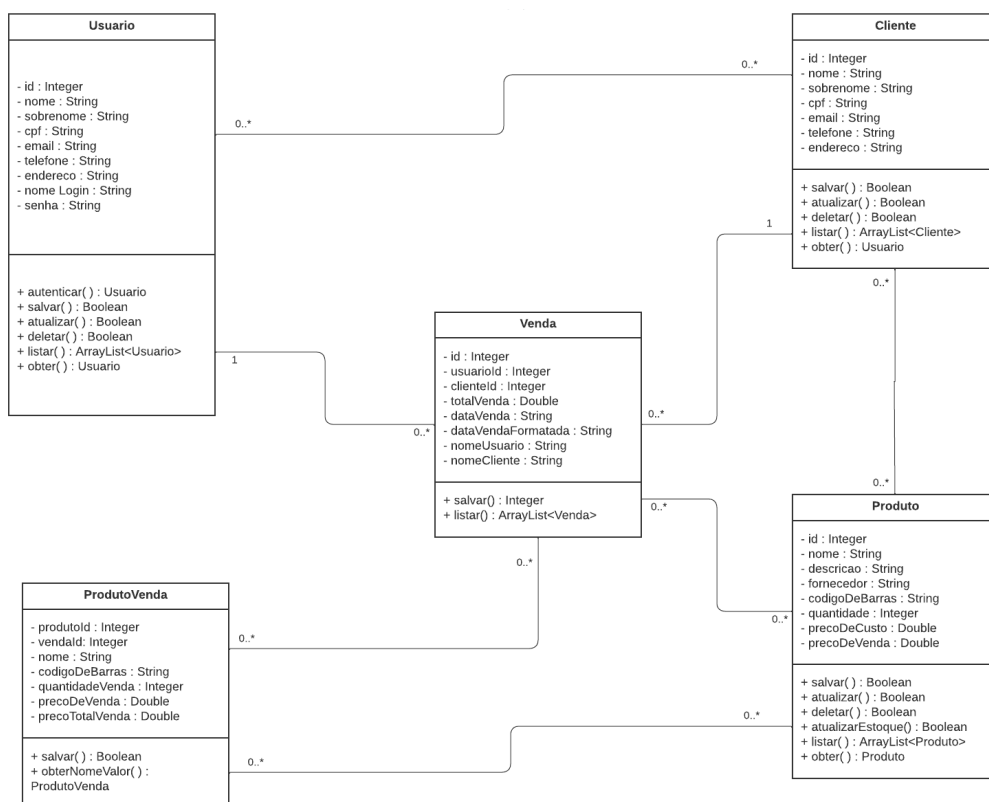 Usuario
- id : Integer
- nome : String
- sobrenome : String
- cpf : String
- email : String
- telefone : String
- endereco : String
- nome Login : String
- senha : String
+ autenticar( ) : Usuario
+ salvar( ) : Boolean
+ atualizar( ) : Boolean
+ deletar( ) : Boolean
+ listar( ) : ArrayList<Usuario>
+ obter( ) : Usuario
0..*
0..*
1
0..*
Cliente
- id : Integer
- nome : String
- sobrenome : String
- cpf : String
- email : String
- telefone : String
- endereco : String
+ salvar( ) : Boolean
+ atualizar( ) : Boolean
+ deletar( ) : Boolean
+ listar( ) : ArrayList<Cliente>
+ obter( ) : Usuario
1
0..*
0..*
0..*
Venda
- id : Integer
- usuarioId : Integer
- clienteId : Integer
- totalVenda : Double
- dataVenda : String
- dataVendaFormatada : String
- nomeUsuario : String
- nomeCliente : String
+ salvar() : Integer
+ listar() : ArrayList<Venda>
0..*
0..*
0..*
0..*
Produto
- id : Integer
- nome : String
- descricao : String
- fornecedor : String
- codigoDeBarras : String
- quantidade : Integer
- precoDeCusto : Double
- precoDeVenda : Double
+ salvar( ) : Boolean
+ atualizar( ) : Boolean
+ deletar( ) : Boolean
+ atualizarEstoque() : Boolean
+ listar( ) : ArrayList<Produto>
+ obter( ) : Produto
ProdutoVenda
- produtoId : Integer
- vendaId: Integer
- nome : String
- codigoDeBarras : String
- quantidadeVenda : Integer
- precoDeVenda : Double
- precoTotalVenda : Double
+ salvar( ) : Boolean
+ obterNomeValor( ) :
ProdutoVenda
0..*
0..*